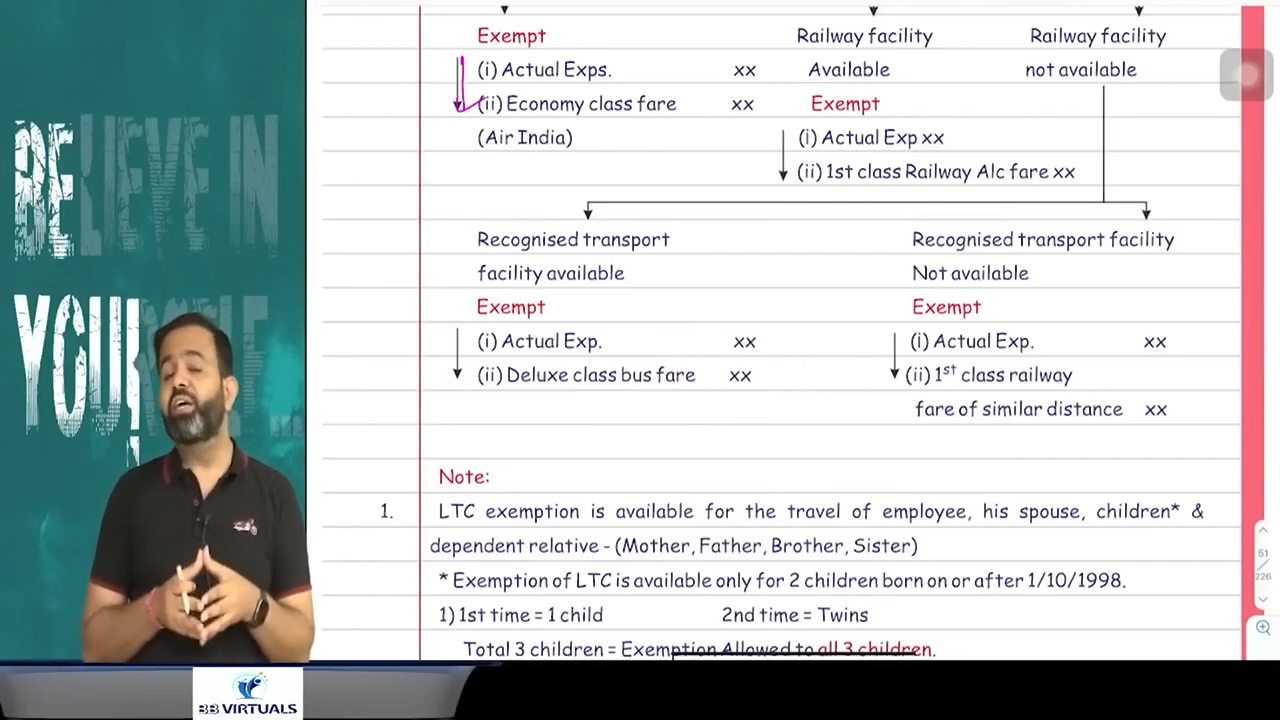 BELIEVE IN
YOURSELF...
Exempt
(i) Actual Exps. xx
(ii) Economy class fare xx
(Air India)
Railway facility
Available
Exempt
(i) Actual Exp xx
(ii) 1st class Railway Alc fare xx
Railway facility
not available
Recognised transport
facility available
Exempt
(i) Actual Exp. xx
(ii) Deluxe class bus fare xx
Recognised transport facility
Not available
Exempt
(i) Actual Exp. xx
(ii) 1st class railway
fare of similar distance xx
Note:
1. LTC exemption is available for the travel of employee, his spouse, children* &
dependent relative - (Mother, Father, Brother, Sister)
* Exemption of LTC is available only for 2 children born on or after 1/10/1998.
1) 1st time = 1 child 2nd time = Twins
Total 3 children = Exemption Allowed to all 3 children.
51
/
226
BB VIRTUALS